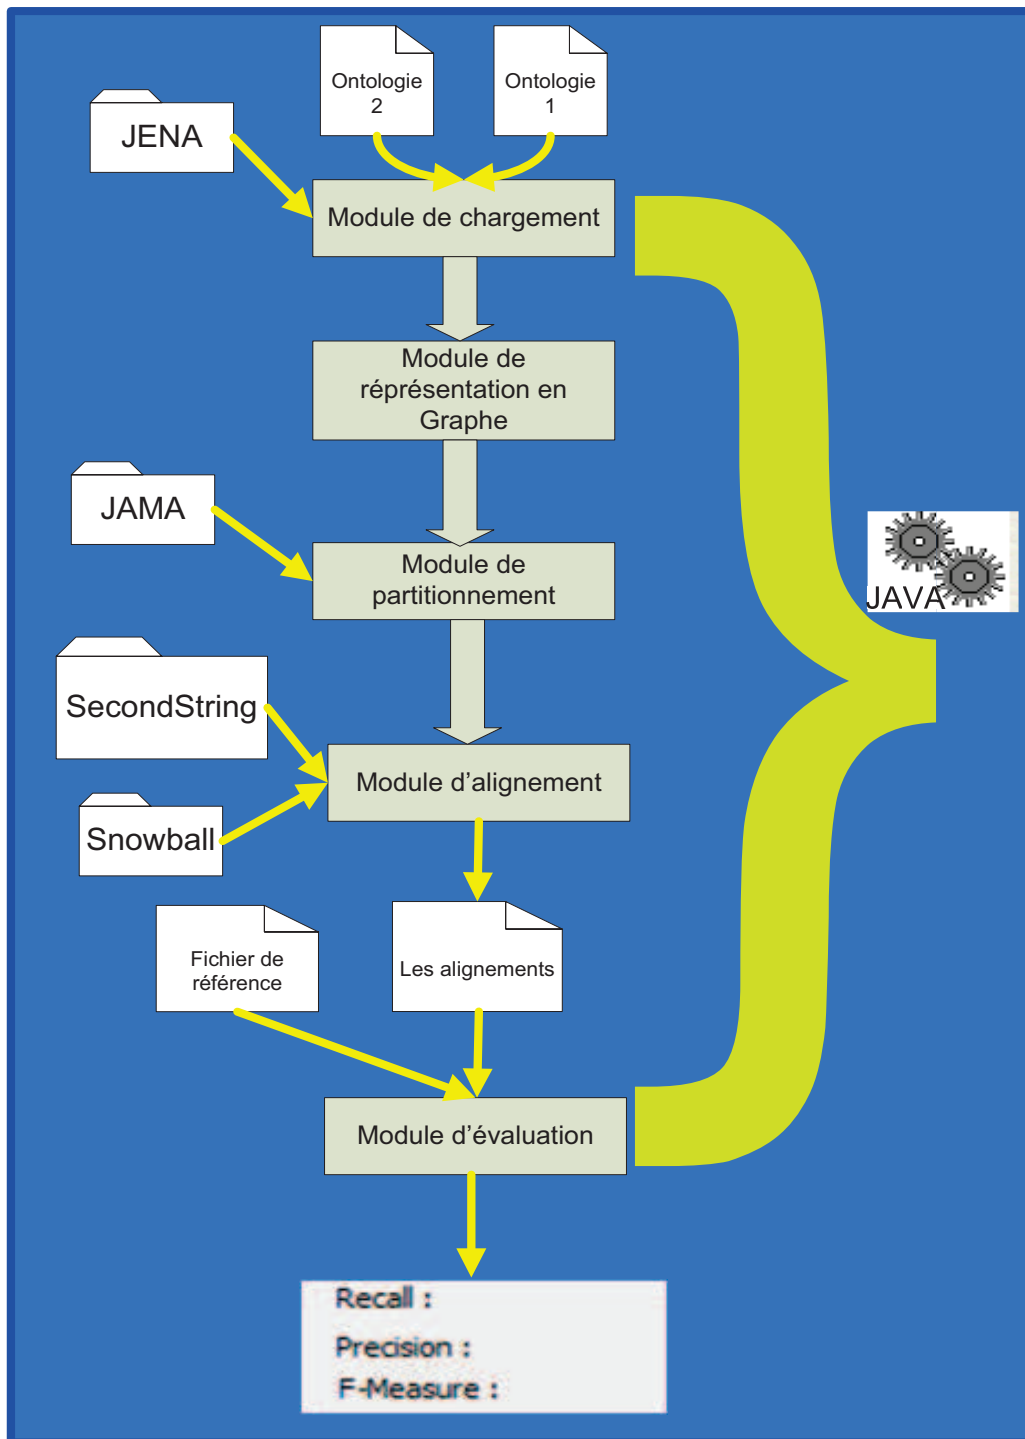 Ontologie
2
Ontologie
1
JENA
Module de chargement
Module de
réprésentation en
Graphe
JAMA
Module de
partitionnement
JAVA
SecondString
Module d'alignement
Snowball
Fichier de
référence
Les alignements
Module d'évaluation
Recall :
Precision :
F-Measure :